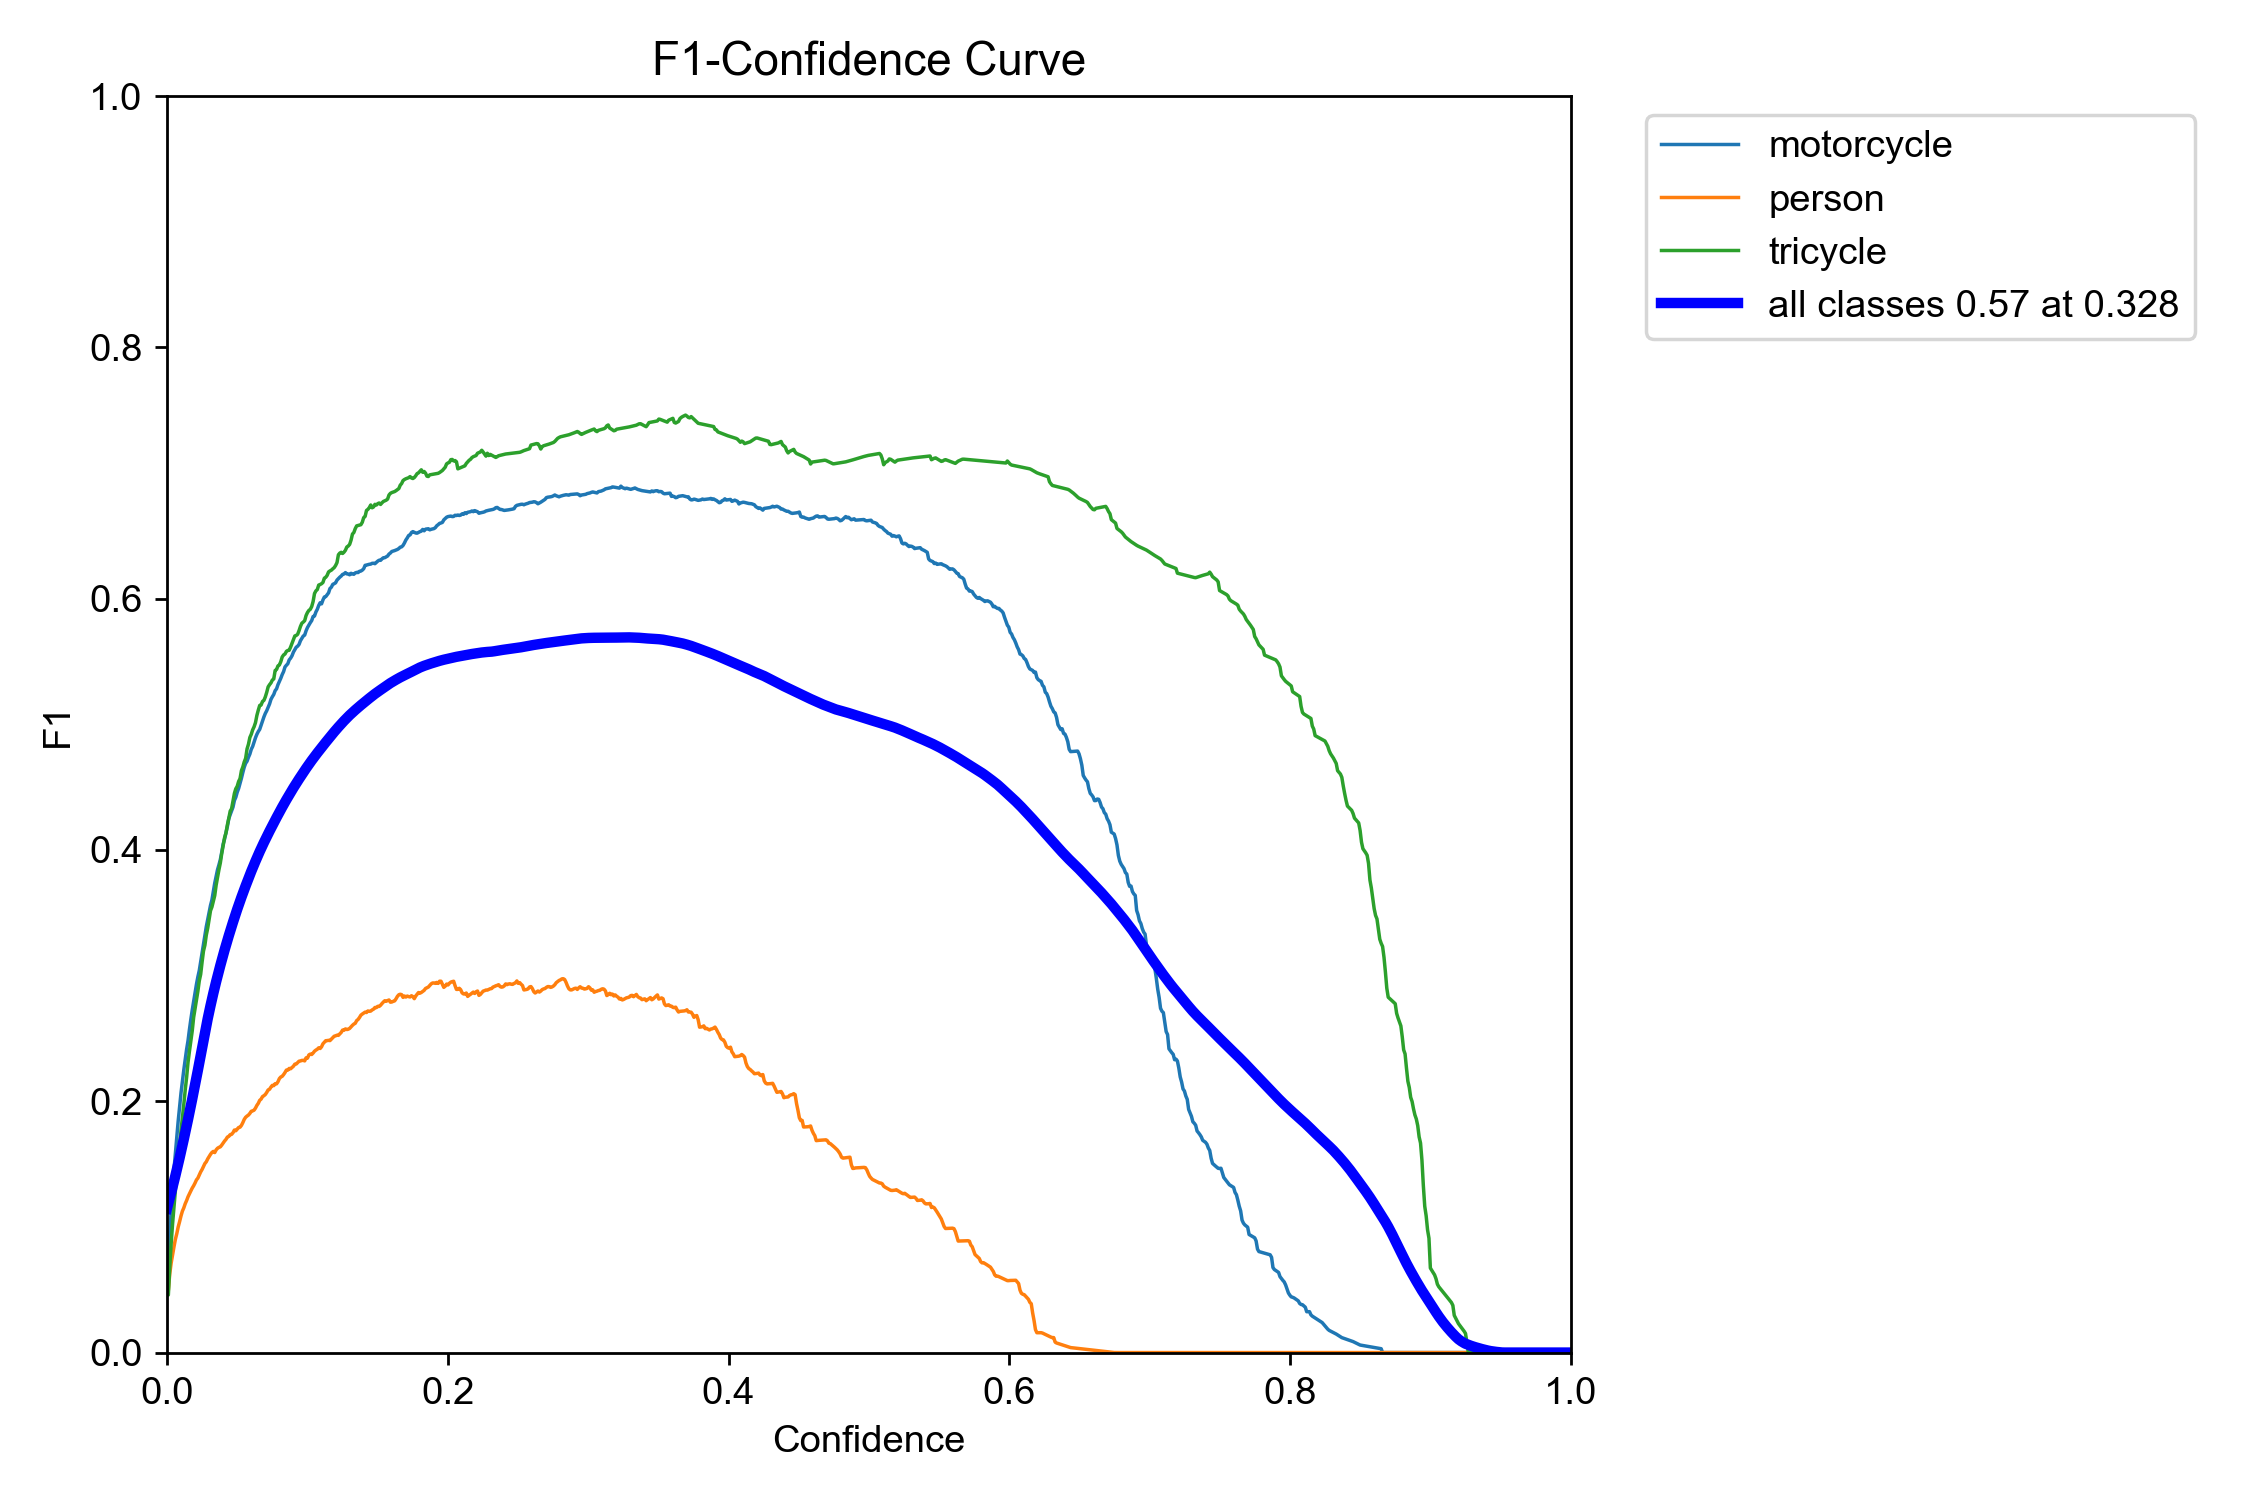 F1-Confidence Curve
1.0
0.8
0.6
0.4
0.2
0.0
F1
0.0 0.2 0.4 0.6 0.8 1.0
Confidence
motorcycle
person
tricycle
all classes 0.57 at 0.328